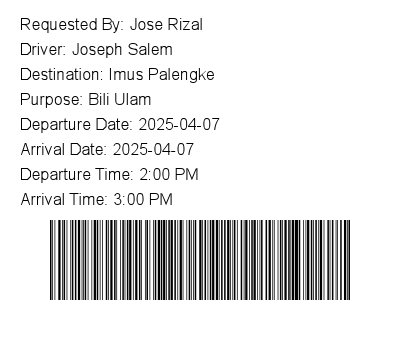 Requested By: Jose Rizal
Driver: Joseph Salem
Destination: Imus Palengke
Purpose: Bili Ulam
Departure Date: 2025-04-07
Arrival Date: 2025-04-07
Departure Time: 2:00 PM
Arrival Time: 3:00 PM